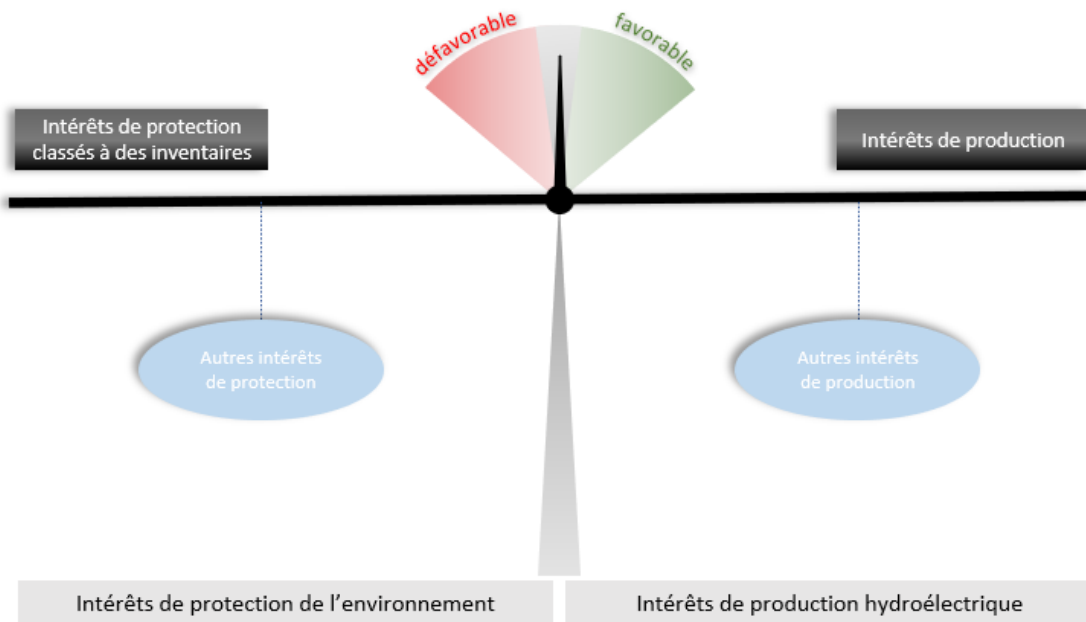 défavorable
favorable
Intérêts de protection
classés à des inventaires
Intérêts de production
Autres intérêts
de protection
Autres intérêts
de production
Intérêts de protection de l’environnement
Intérêts de production hydroélectrique